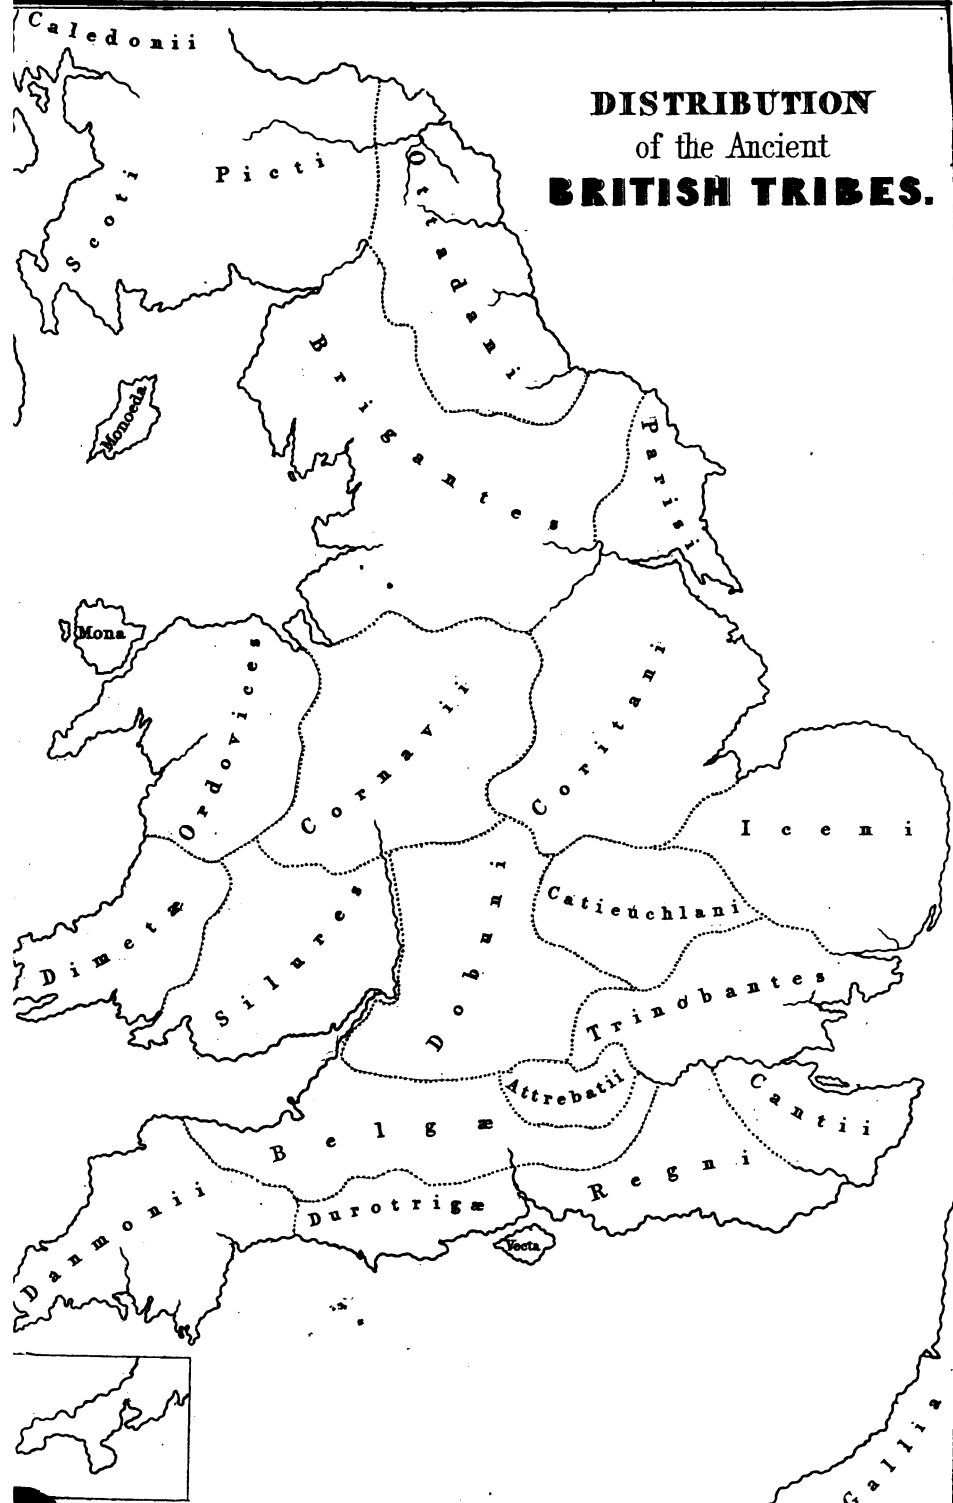 DISTRIBUTION
of the Ancient
BRITISH TRIBES.
Caledonii
Scoti
Picti
Ottadani
Brigantes
Monoeda
Parisi
Mona
Ordovices
Cornavii
Coritani
Iceni
Dimetæ
Silures
Dobuni
Catieuchlani
Trinobantes
Attrebatii
Cantii
Belgæ
Regni
Durotrigæ
Danmonii
Vecta
Gallia